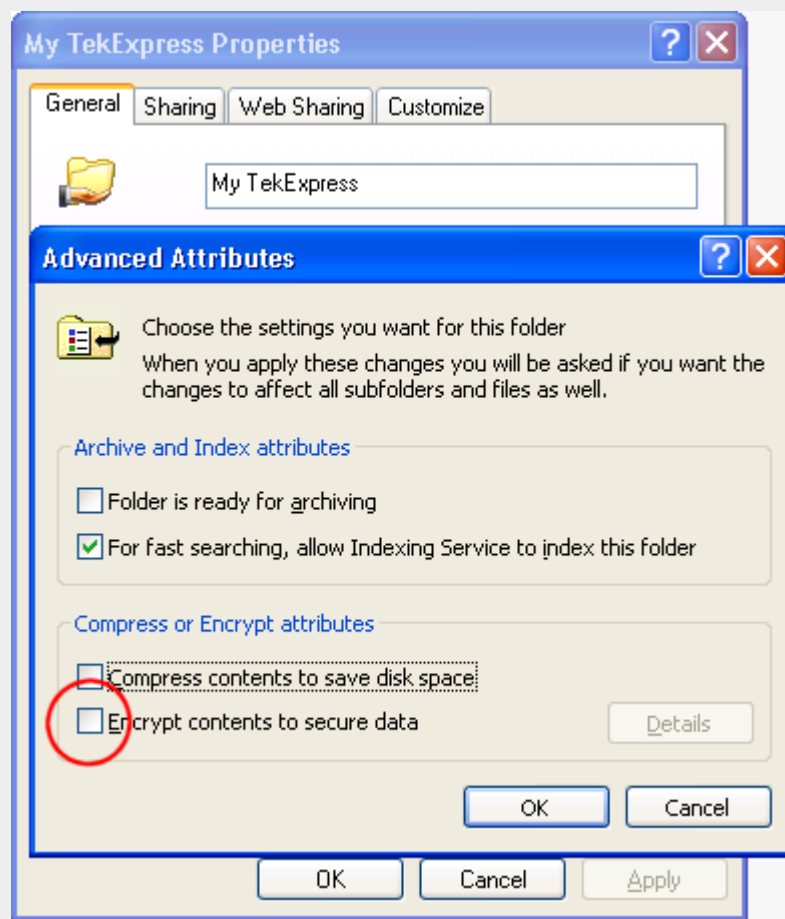 My TekExpress Properties
General Sharing Web Sharing Customize
My TekExpress
Advanced Attributes
Choose the settings you want for this folder
When you apply these changes you will be asked if you want the
changes to affect all subfolders and files as well.
Archive and Index attributes
Folder is ready for archiving
For fast searching, allow Indexing Service to index this folder
Compress or Encrypt attributes
Compress contents to save disk space
Encrypt contents to secure data
Details
OK Cancel
OK Cancel Apply